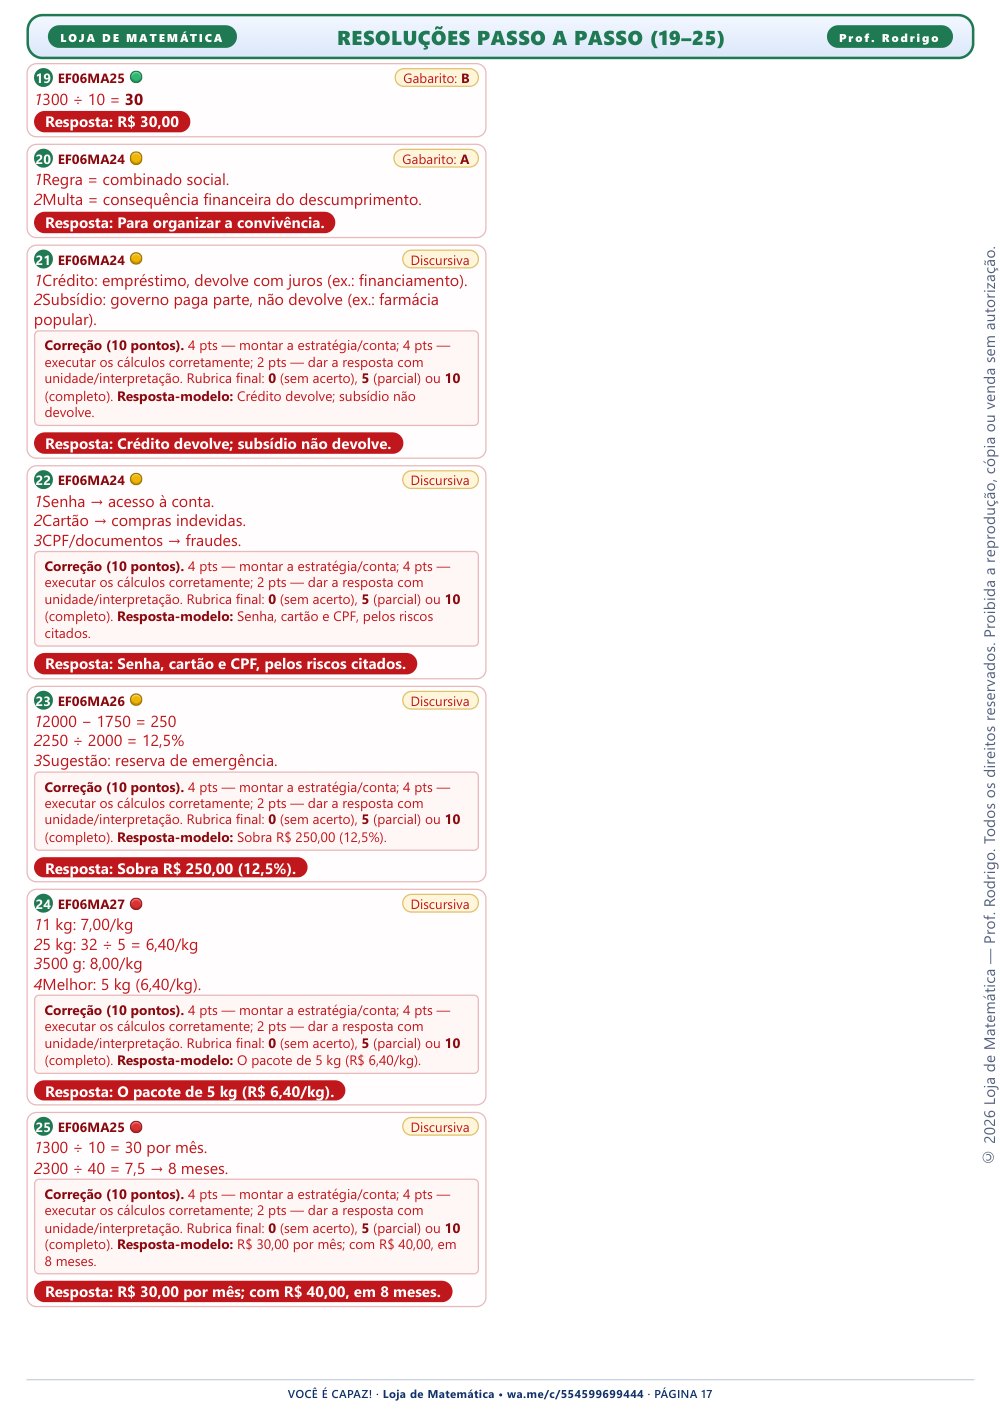 LOJA DE MATEMÁTICA
RESOLUÇÕES PASSO A PASSO (19–25)
Prof. Rodrigo
19 EF06MA25 Gabarito: B
1300 ÷ 10 = 30
Resposta: R$ 30,00
20 EF06MA24 Gabarito: A
1Regra = combinado social.
2Multa = consequência financeira do descumprimento.
Resposta: Para organizar a convivência.
21 EF06MA24 Discursiva
1Crédito: empréstimo, devolve com juros (ex.: financiamento).
2Subsídio: governo paga parte, não devolve (ex.: farmácia
popular).
Correção (10 pontos). 4 pts — montar a estratégia/conta; 4 pts —
executar os cálculos corretamente; 2 pts — dar a resposta com
unidade/interpretação. Rubrica final: 0 (sem acerto), 5 (parcial) ou 10
(completo). Resposta-modelo: Crédito devolve; subsídio não
devolve.
Resposta: Crédito devolve; subsídio não devolve.
22 EF06MA24 Discursiva
1Senha → acesso à conta.
2Cartão → compras indevidas.
3CPF/documentos → fraudes.
Correção (10 pontos). 4 pts — montar a estratégia/conta; 4 pts —
executar os cálculos corretamente; 2 pts — dar a resposta com
unidade/interpretação. Rubrica final: 0 (sem acerto), 5 (parcial) ou 10
(completo). Resposta-modelo: Senha, cartão e CPF, pelos riscos
citados.
Resposta: Senha, cartão e CPF, pelos riscos citados.
23 EF06MA26 Discursiva
12000 − 1750 = 250
2250 ÷ 2000 = 12,5%
3Sugestão: reserva de emergência.
Correção (10 pontos). 4 pts — montar a estratégia/conta; 4 pts —
executar os cálculos corretamente; 2 pts — dar a resposta com
unidade/interpretação. Rubrica final: 0 (sem acerto), 5 (parcial) ou 10
(completo). Resposta-modelo: Sobra R$ 250,00 (12,5%).
Resposta: Sobra R$ 250,00 (12,5%).
24 EF06MA27 Discursiva
11 kg: 7,00/kg
25 kg: 32 ÷ 5 = 6,40/kg
3500 g: 8,00/kg
4Melhor: 5 kg (6,40/kg).
Correção (10 pontos). 4 pts — montar a estratégia/conta; 4 pts —
executar os cálculos corretamente; 2 pts — dar a resposta com
unidade/interpretação. Rubrica final: 0 (sem acerto), 5 (parcial) ou 10
(completo). Resposta-modelo: O pacote de 5 kg (R$ 6,40/kg).
Resposta: O pacote de 5 kg (R$ 6,40/kg).
25 EF06MA25 Discursiva
1300 ÷ 10 = 30 por mês.
2300 ÷ 40 = 7,5 → 8 meses.
Correção (10 pontos). 4 pts — montar a estratégia/conta; 4 pts —
executar os cálculos corretamente; 2 pts — dar a resposta com
unidade/interpretação. Rubrica final: 0 (sem acerto), 5 (parcial) ou 10
(completo). Resposta-modelo: R$ 30,00 por mês; com R$ 40,00, em
8 meses.
Resposta: R$ 30,00 por mês; com R$ 40,00, em 8 meses.
© 2026 Loja de Matemática — Prof. Rodrigo. Todos os direitos reservados. Proibida a reprodução, cópia ou venda sem autorização.
VOCÊ É CAPAZ! · Loja de Matemática • wa.me/c/554599699444 · PÁGINA 17